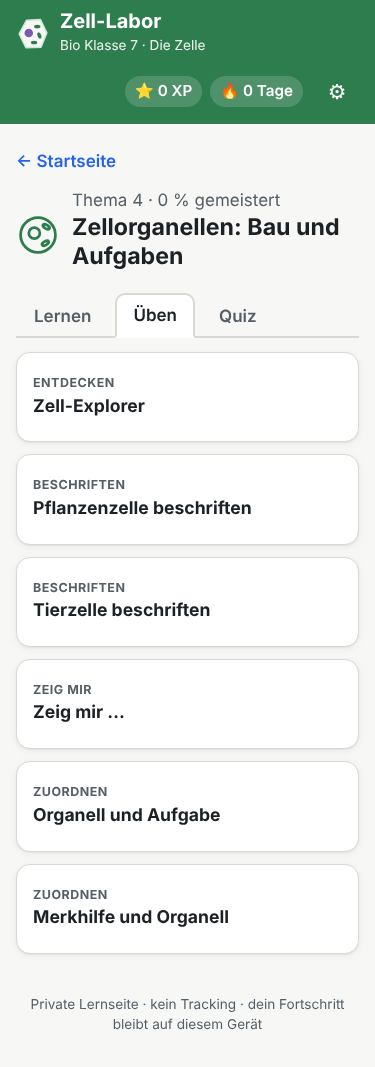 Zell-Labor
Bio Klasse 7 · Die Zelle
⭐ 0 XP
🔥 0 Tage
← Startseite
Thema 4 · 0 % gemeistert
Zellorganellen: Bau und
Aufgaben
Lernen
Üben
Quiz
ENTDECKEN
Zell-Explorer
BESCHRIFTEN
Pflanzenzelle beschriften
BESCHRIFTEN
Tierzelle beschriften
ZEIG MIR
Zeig mir …
ZUORDNEN
Organell und Aufgabe
ZUORDNEN
Merkhilfe und Organell
Private Lernseite · kein Tracking · dein Fortschritt
bleibt auf diesem Gerät